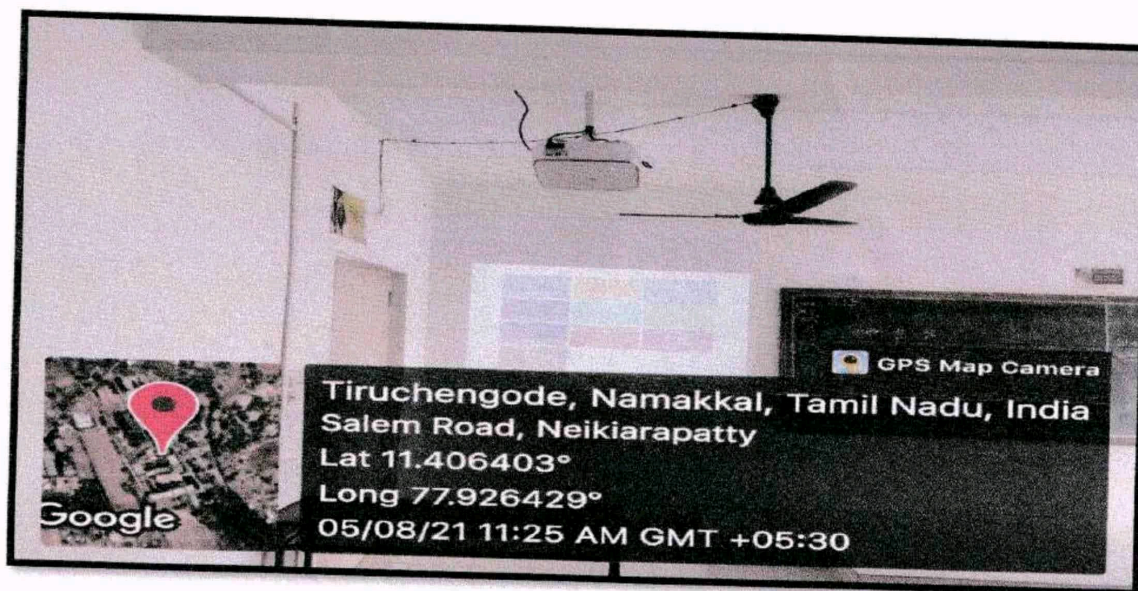 GPS Map Camera
Tiruchengode, Namakkal, Tamil Nadu, India
Salem Road, Neikiarapatty
Lat 11.406403°
Long 77.926429°
05/08/21 11:25 AM GMT +05:30
Google